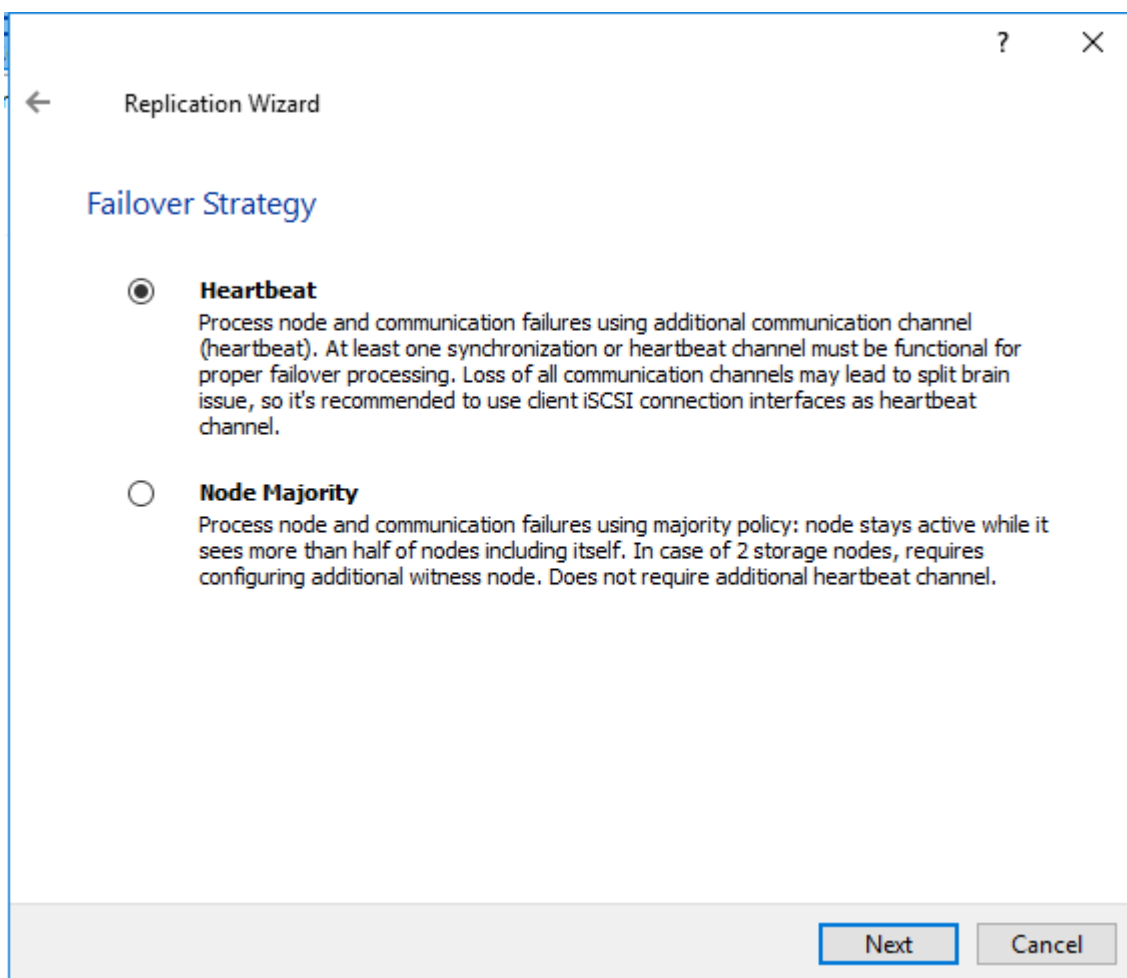 ?
Replication Wizard
Failover Strategy
Heartbeat
Process node and communication failures using additional communication channel
(heartbeat). At least one synchronization or heartbeat channel must be functional for
proper failover processing. Loss of all communication channels may lead to split brain
issue, so it's recommended to use client iSCSI connection interfaces as heartbeat
channel.
Node Majority
Process node and communication failures using majority policy: node stays active while it
sees more than half of nodes including itself. In case of 2 storage nodes, requires
configuring additional witness node. Does not require additional heartbeat channel.
Next
Cancel